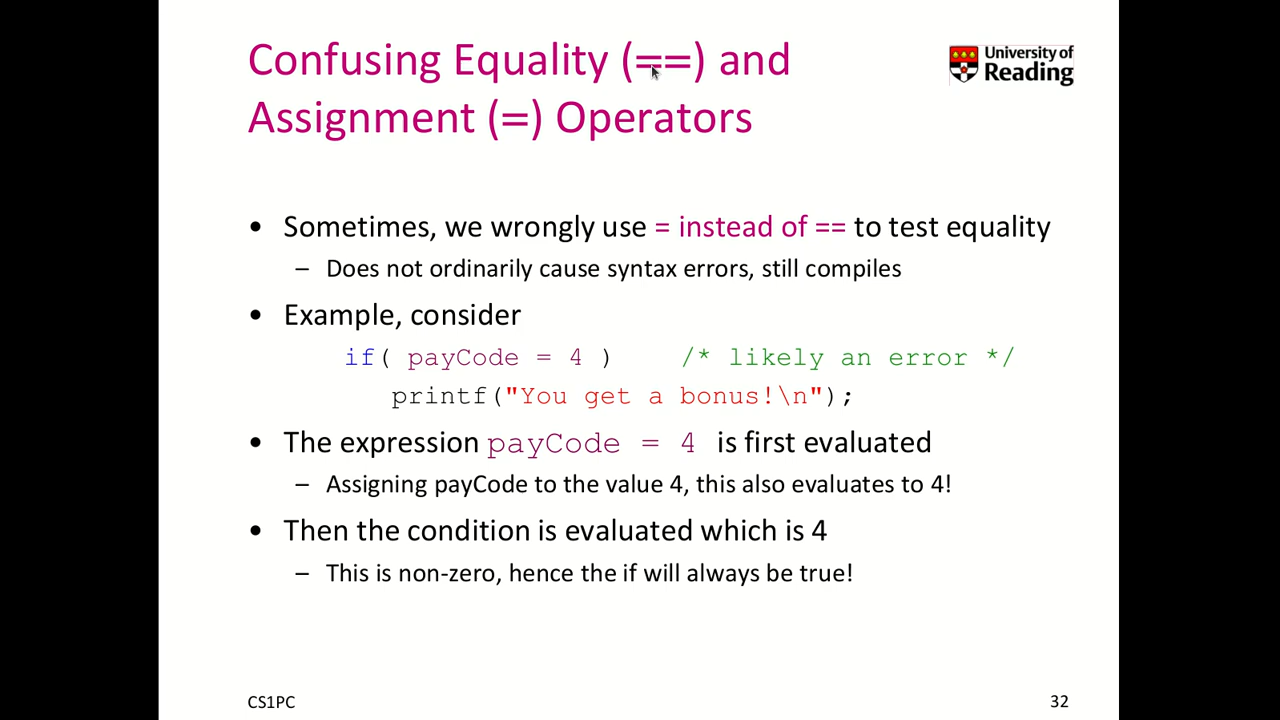 Confusing Equality (==) and
Assignment (=) Operators
University of
Reading
• Sometimes, we wrongly use = instead of == to test equality
– Does not ordinarily cause syntax errors, still compiles
• Example, consider
if( payCode = 4 ) /* likely an error */
printf("You get a bonus!\n");
• The expression payCode = 4 is first evaluated
– Assigning payCode to the value 4, this also evaluates to 4!
• Then the condition is evaluated which is 4
– This is non-zero, hence the if will always be true!
CS1PC
32